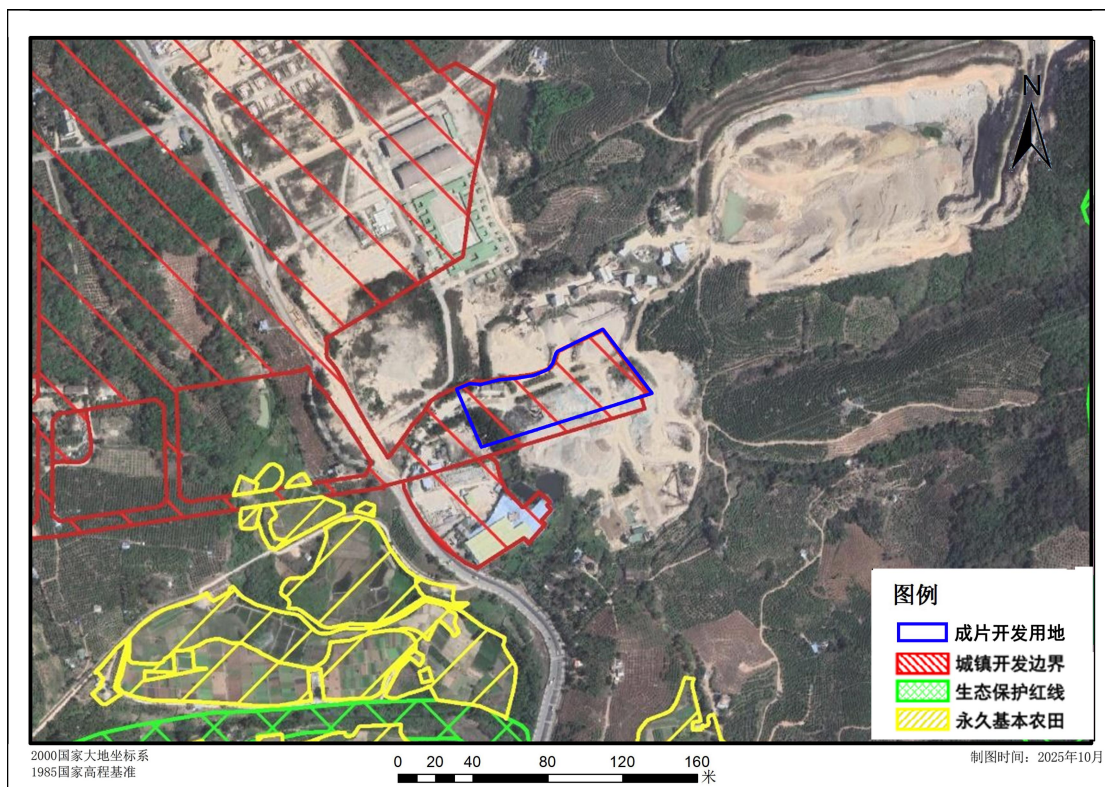 N
图例
成片开发用地
城镇开发边界
生态保护红线
永久基本农田
2000国家大地坐标系
1985国家高程基准
0 20 40 80 120 160
米
制图时间：2025年10月